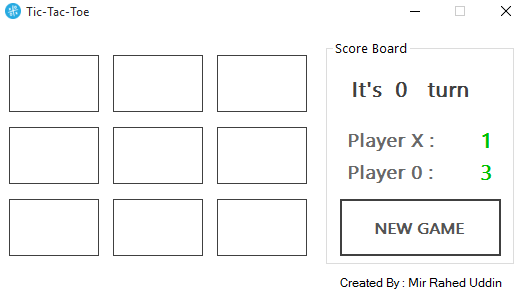 Tic-Tac-Toe
Score Board
It's 0 turn
Player X : 1
Player 0 : 3
NEW GAME
Created By : Mir Rahed Uddin